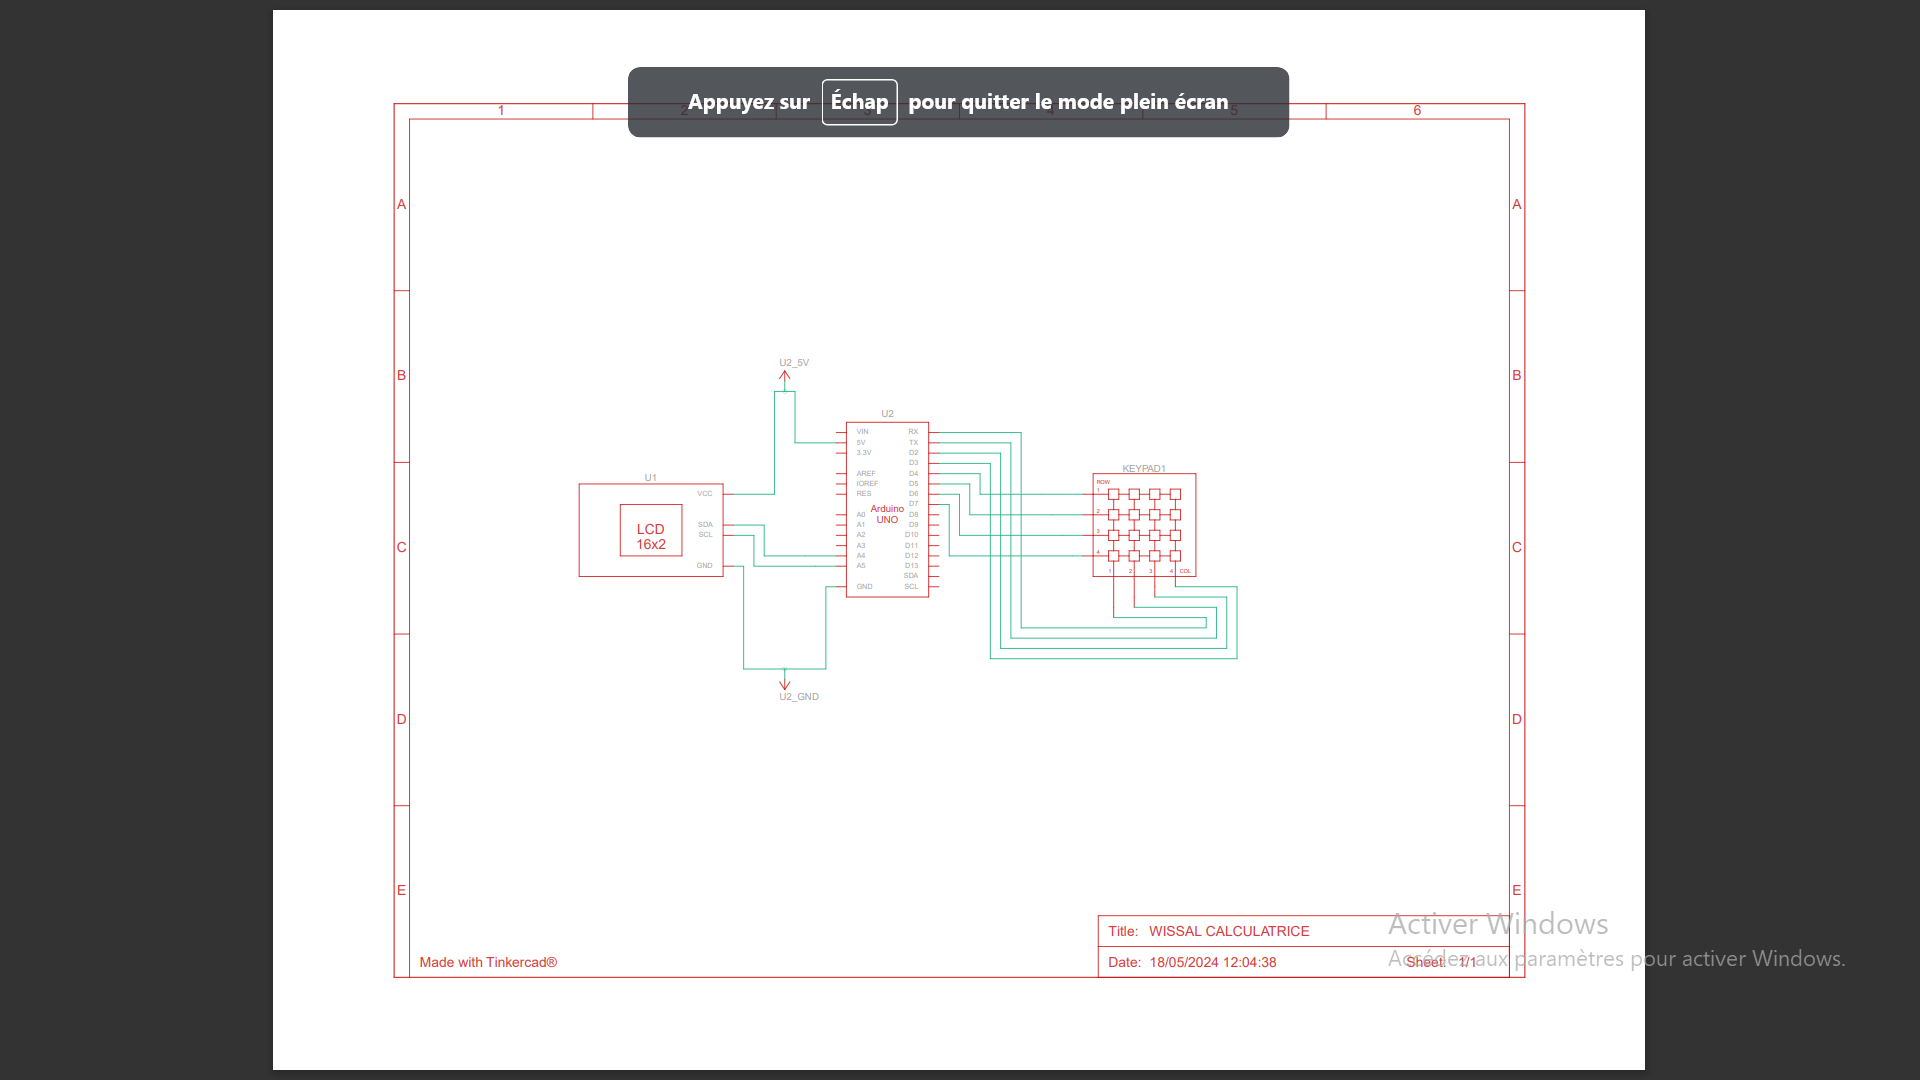 Appuyez sur Échap pour quitter le mode plein écran
1 2 3 4 5 6
A A
B B
C C
D D
E E
U2_5V
U2
VIN RX
5V TX
3.3V D2
D3
AREF D4
IOREF D5
RES D6
D7
Arduino
UNO
A0 D8
A1 D9
A2 D10
A3 D11
A4 D12
A5 D13
SDA
GND SCL
U1
VCC
LCD
16x2
SDA
SCL
GND
U2_GND
KEYPAD1
ROW
1
2
3
4
1 2 3 4 COL
Title: WISSAL CALCULATRICE
Date: 18/05/2024 12:04:38 Sheet: 1/1
Made with Tinkercad®
Activer Windows
Accédez aux paramètres pour activer Windows.